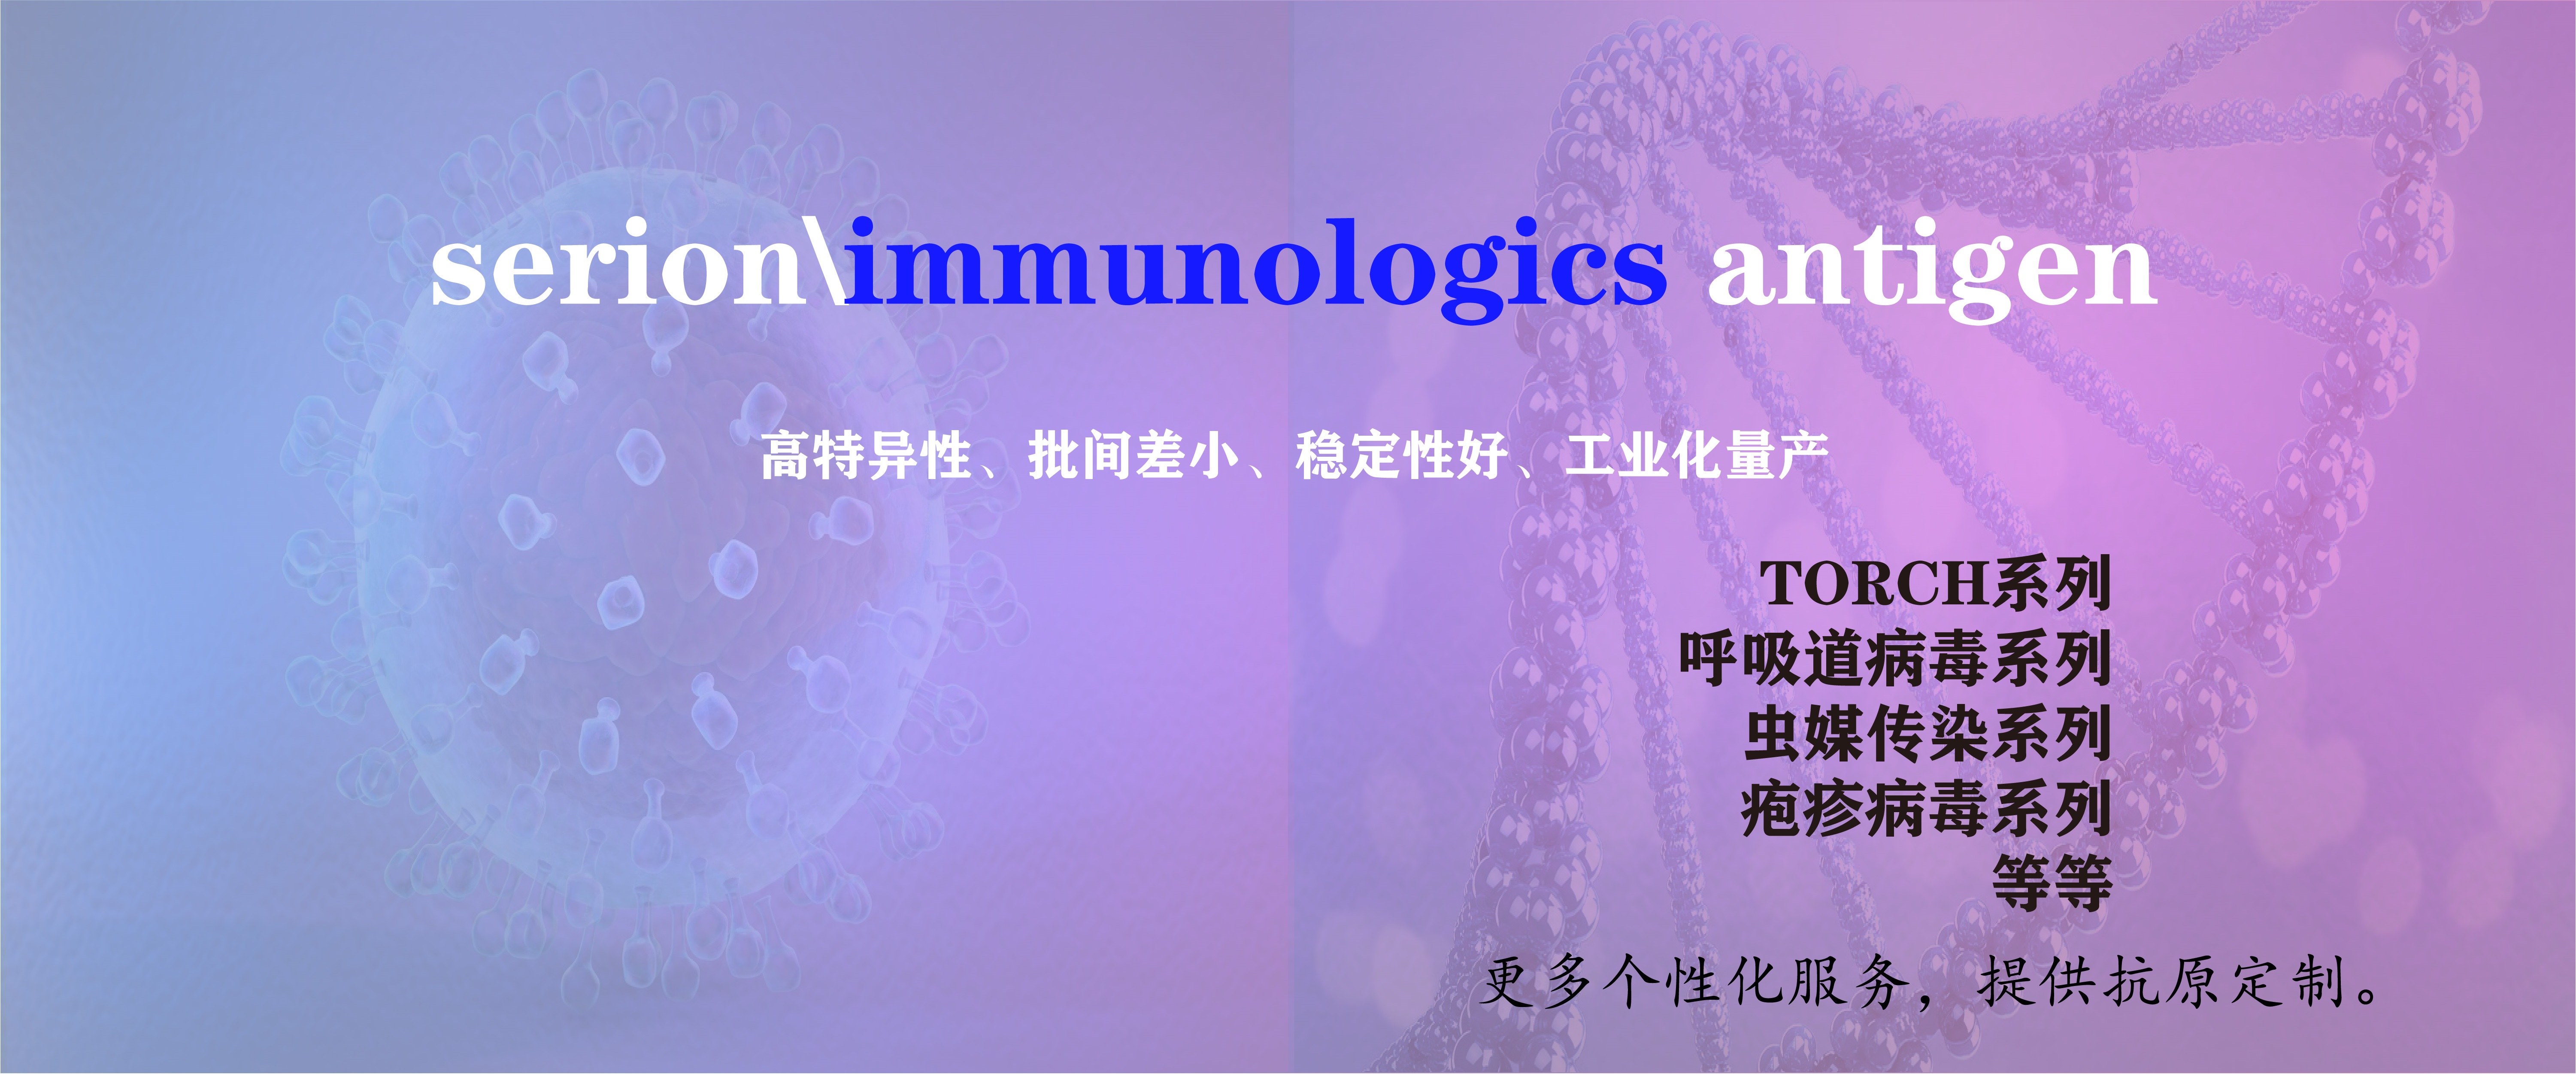 serion\immunologics antigen
高特异性、批间差小、稳定性好、工业化量产
TORCH系列
呼吸道病毒系列
虫媒传染系列
疱疹病毒系列
等等
更多个性化服务，提供抗原定制。